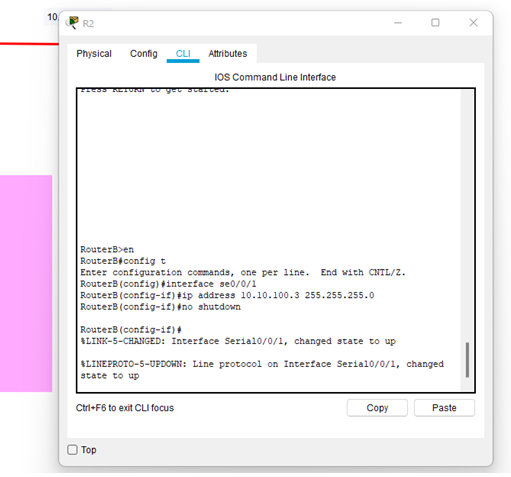 10
R2
Physical Config CLI Attributes
IOS Command Line Interface
Press RETURN to get started.
RouterB>en
RouterB#config t
Enter configuration commands, one per line.  End with CNTL/Z.
RouterB(config)#interface se0/0/1
RouterB(config-if)#ip address 10.10.100.3 255.255.255.0
RouterB(config-if)#no shutdown
RouterB(config-if)#
%LINK-5-CHANGED: Interface Serial0/0/1, changed state to up
%LINEPROTO-5-UPDOWN: Line protocol on Interface Serial0/0/1, changed
state to up
Ctrl+F6 to exit CLI focus
Copy Paste
Top